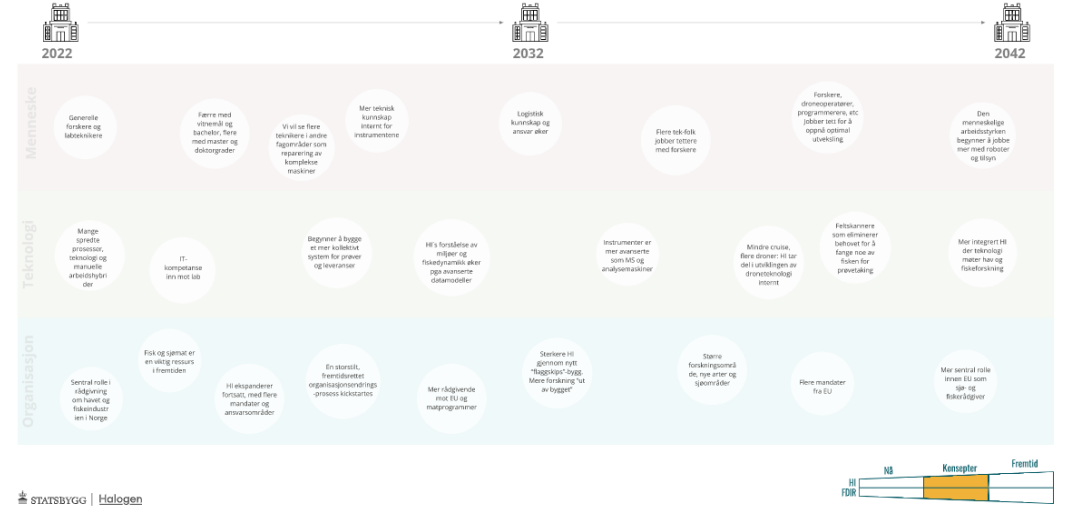 2022
2032
2042
Menneske
Generelle
forskere og
labteknikere
Færre med
vitnemål og
bachelor, flere
med master og
doktorgrader
Vi vil se flere
teknikere i andre
fagområder som
reparering av
komplekse
maskiner
Mer teknisk
kunnskap
internt for
instrumentene
Logistisk
kunnskap og
ansvar øker
Flere tek-folk
jobber tettere
med forskere
Forskere,
droneoperatører,
programmerere, etc
jobber tett for å
oppnå optimal
utveksling
Den
menneskelige
arbeidsstyrken
begynner å jobbe
mer med roboter
og tilsyn
Teknologi
Mange
spredte
prosesser,
teknologi og
manuelle
arbeidshybri
der
IT-
kompetanse
inn mot lab
Begynner å bygge
et mer kollektivt
system for prøver
og leveranser
HI's forståelse av
miljøer og
fiskedynamikk øker
pga avanserte
datamodeller
Instrumenter er
mer avanserte
som MS og
analysemaskiner
Mindre cruise,
flere droner: HI tar
del i utviklingen av
droneteknologi
internt
Feltskannere
som eliminerer
behovet for å
fange noe av
fisken for
prøvetaking
Mer integrert HI
der teknologi
møter hav og
fiskeforskning
Organisasjon
Sentral rolle i
rådgivning
om havet og
fiskeindustr
ien i Norge
Fisk og sjømat er
en viktig ressurs
i fremtiden
HI ekspanderer
fortsatt, med flere
mandater og
ansvarsområder
En storstilt,
fremtidsrettet
organisasjonsendrings
-prosess kickstartes
Mer rådgivende
mot EU og
matprogrammer
Sterkere HI
gjennom nytt
"flaggskips"-bygg.
Mere forskning "ut
av bygget"
Større
forskningsområ
de, nye arter og
sjøområder
Flere mandater
fra EU
Mer sentral rolle
innen EU som
sjø- og
fiskerådgiver
STATSBYGG | Halogen
Nå
Konsepter
Fremtid
HI
FDIR